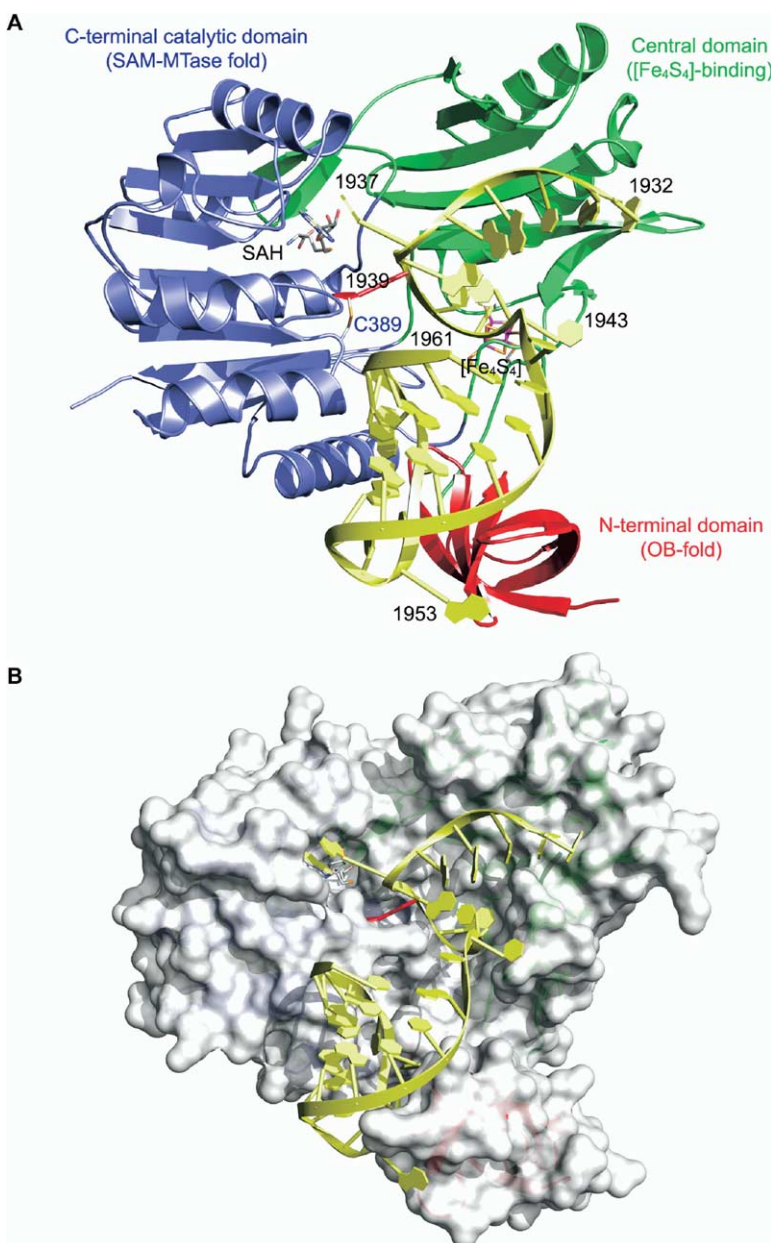 A
C-terminal catalytic domain
(SAM-MTase fold)
Central domain
([Fe₄S₄]-binding)
1937
1932
SAH
1939
C389
1961
1943
[Fe₄S₄]
N-terminal domain
(OB-fold)
1953
B